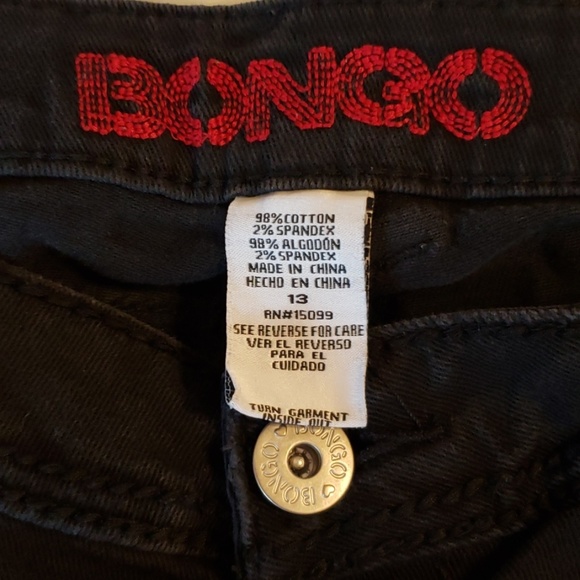 BONGO
98% COTTON
2% SPANDEX
98% ALGODÓN
2% SPANDEX
MADE IN CHINA
HECHO EN CHINA
13
RN#15099
SEE REVERSE FOR CARE
VER EL REVERSO
PARA EL
CUIDADO
TURN GARMENT
INSIDE OUT
BONGO
BONGO